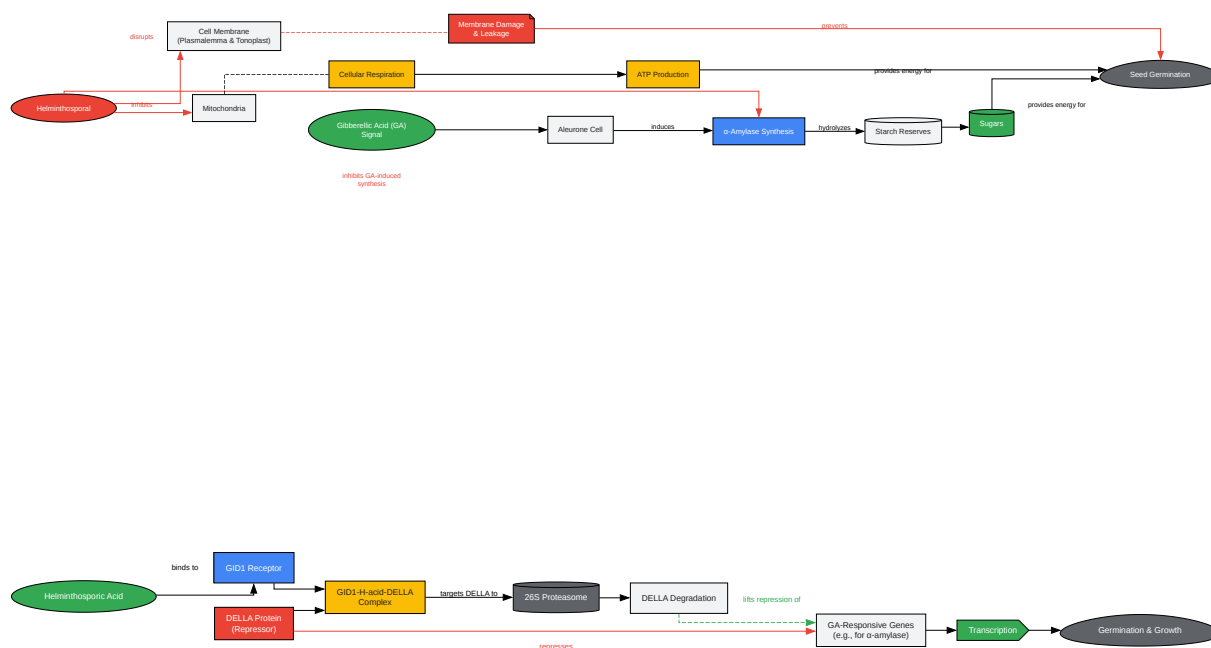 Membrane Damage
& Leakage
prevents
Cell Membrane
(Plasmalemma & Tonoplast)
disrupts
Cellular Respiration
ATP Production
provides energy for
Seed Germination
Helminthosporal
inhibits
Mitochondria
provides energy for
Gibberellic Acid (GA)
Signal
Aleurone Cell
induces
α-Amylase Synthesis
hydrolyzes
Starch Reserves
Sugars
inhibits GA-induced
synthesis
binds to
GID1 Receptor
Helminthosporic Acid
GID1-H-acid-DELLA
Complex
targets DELLA to
26S Proteasome
DELLA Degradation
lifts repression of
DELLA Protein
(Repressor)
GA-Responsive Genes
(e.g., for α-amylase)
Transcription
Germination & Growth
represses